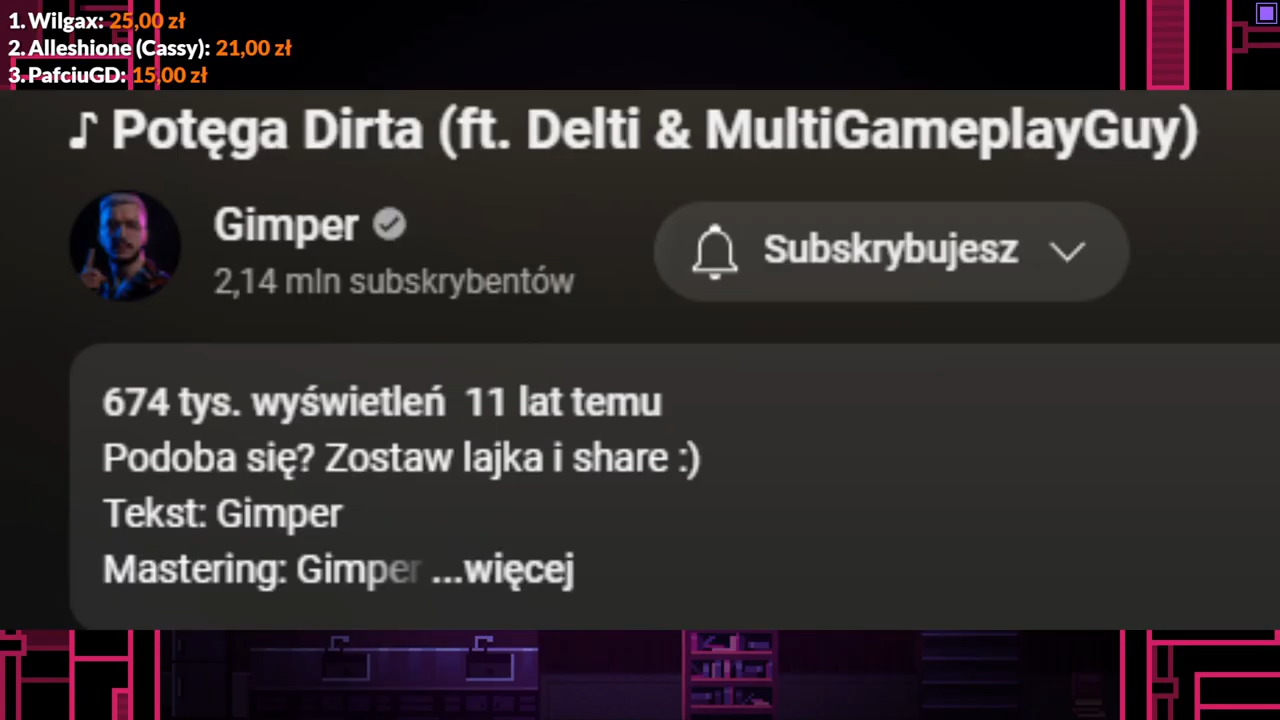 1. Wilgax: 25,00 zł
2. Alleshione (Cassy): 21,00 zł
3. PafciuGD: 15,00 zł
♪ Potęga Dirta (ft. Delti & MultiGameplayGuy)
Gimper
2,14 mln subskrybentów
Subskrybujesz
674 tys. wyświetleń 11 lat temu
Podoba się? Zostaw lajka i share :)
Tekst: Gimper
Mastering: Gimper ...więcej